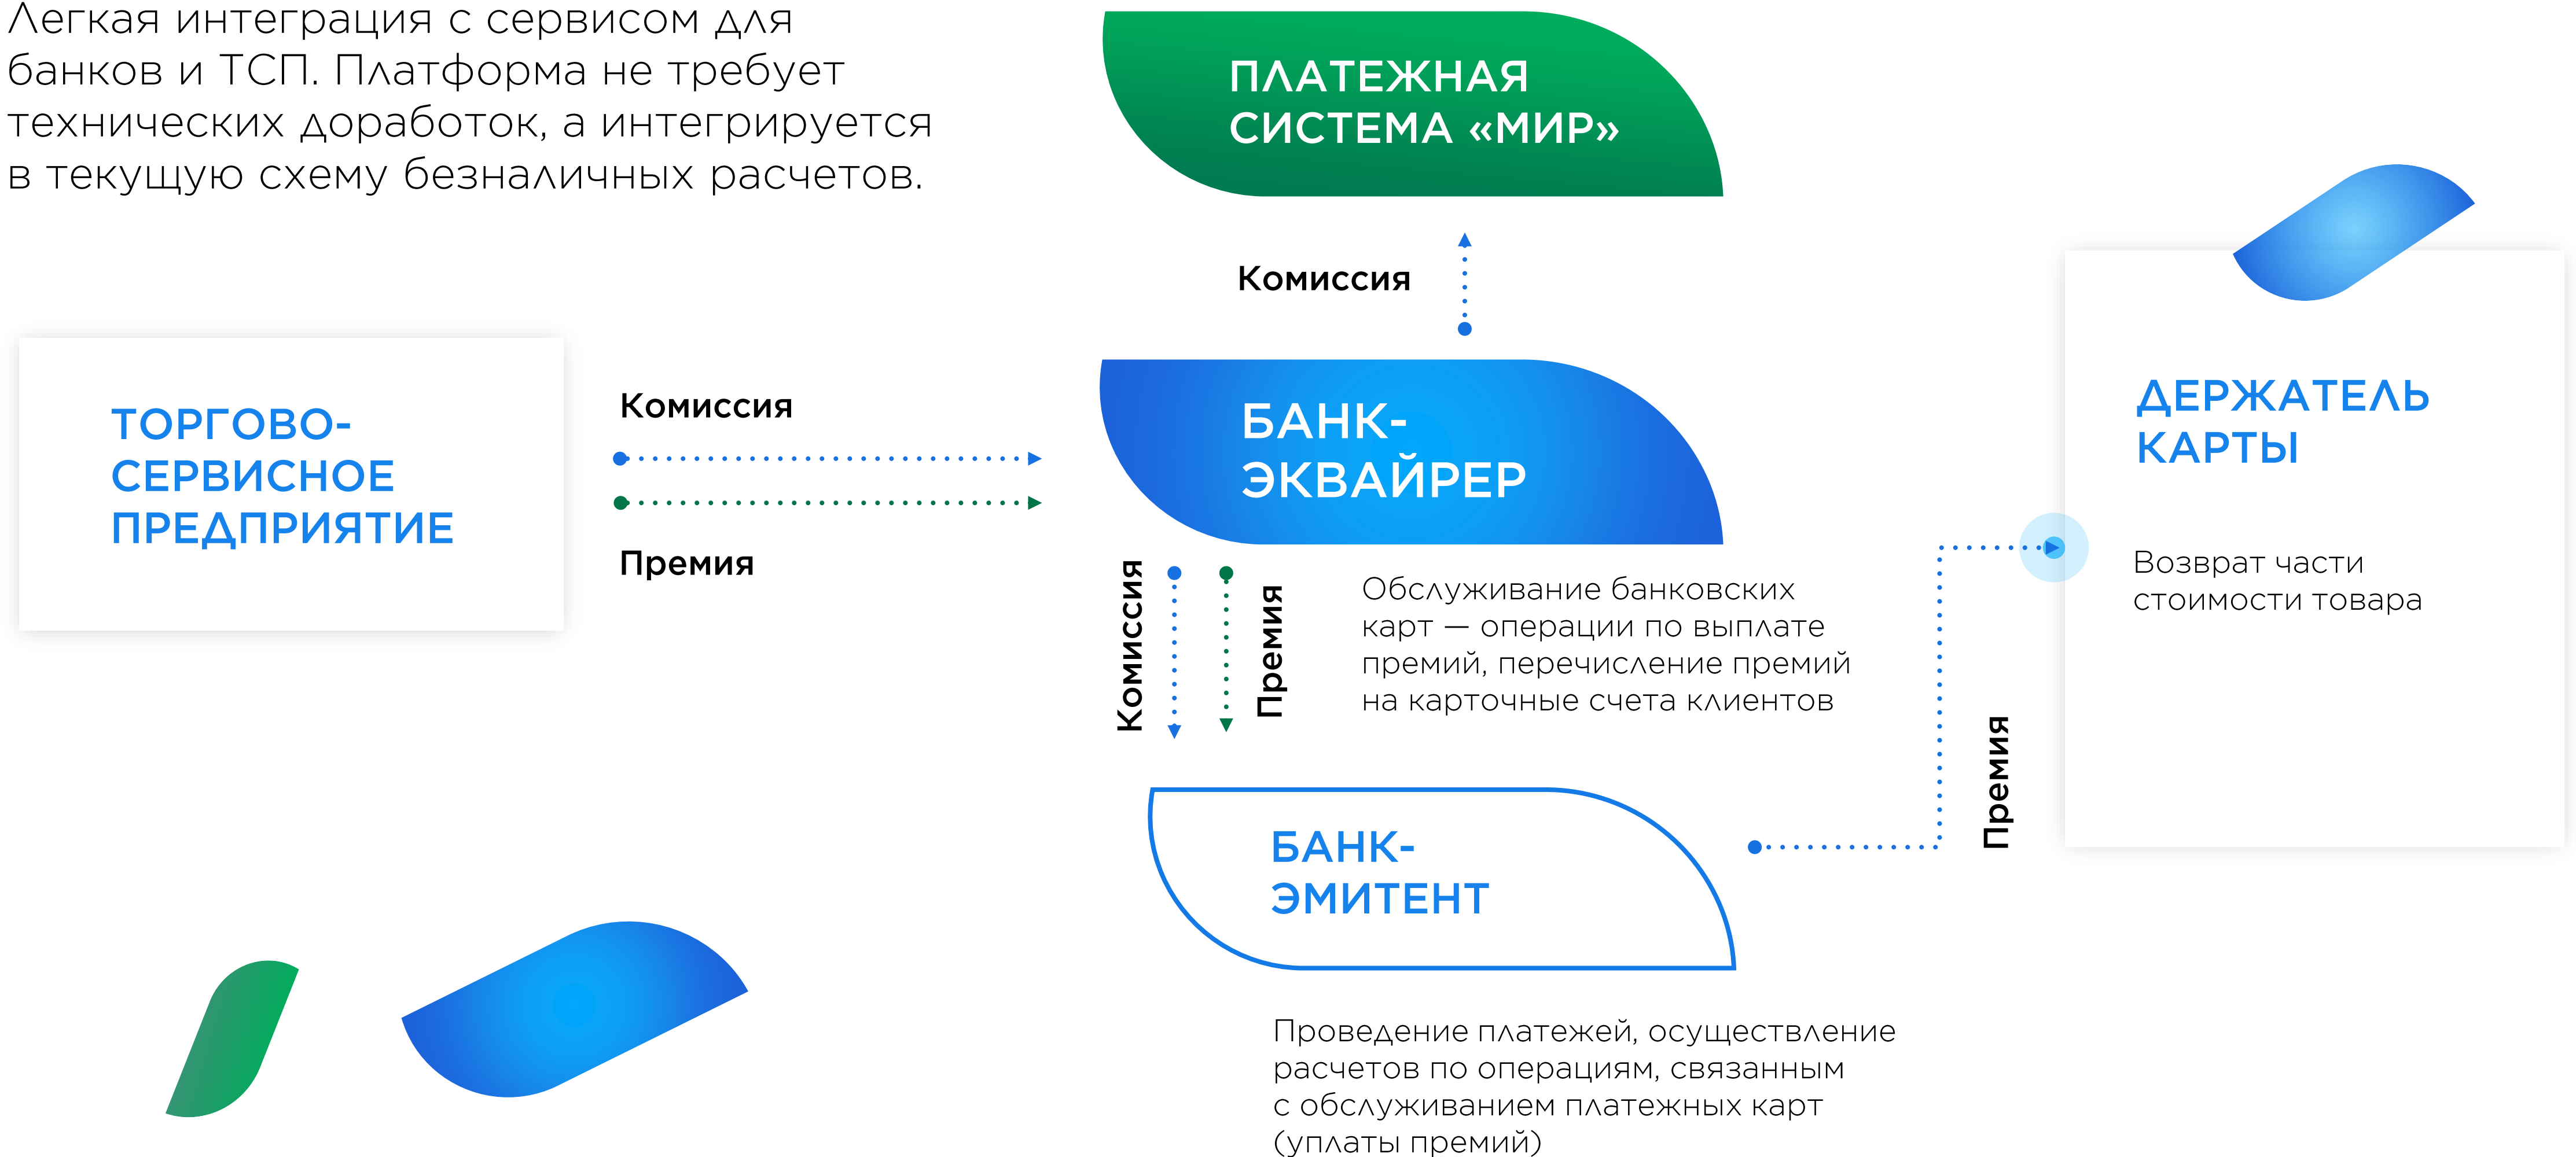 Легкая интеграция с сервисом для
банков и ТСП. Платформа не требует
технических доработок, а интегрируется
в текущую схему безналичных расчетов.
ПЛАТЕЖНАЯ
СИСТЕМА «МИР»
Комиссия
ТОРГОВО-
СЕРВИСНОЕ
ПРЕДПРИЯТИЕ
Комиссия
Премия
БАНК-
ЭКВАЙРЕР
Комиссия
Премия
Обслуживание банковских
карт — операции по выплате
премий, перечисление премий
на карточные счета клиентов
БАНК-
ЭМИТЕНТ
Проведение платежей, осуществление
расчетов по операциям, связанным
с обслуживанием платежных карт
(уплаты премий)
Премия
ДЕРЖАТЕЛЬ
КАРТЫ
Возврат части
стоимости товара